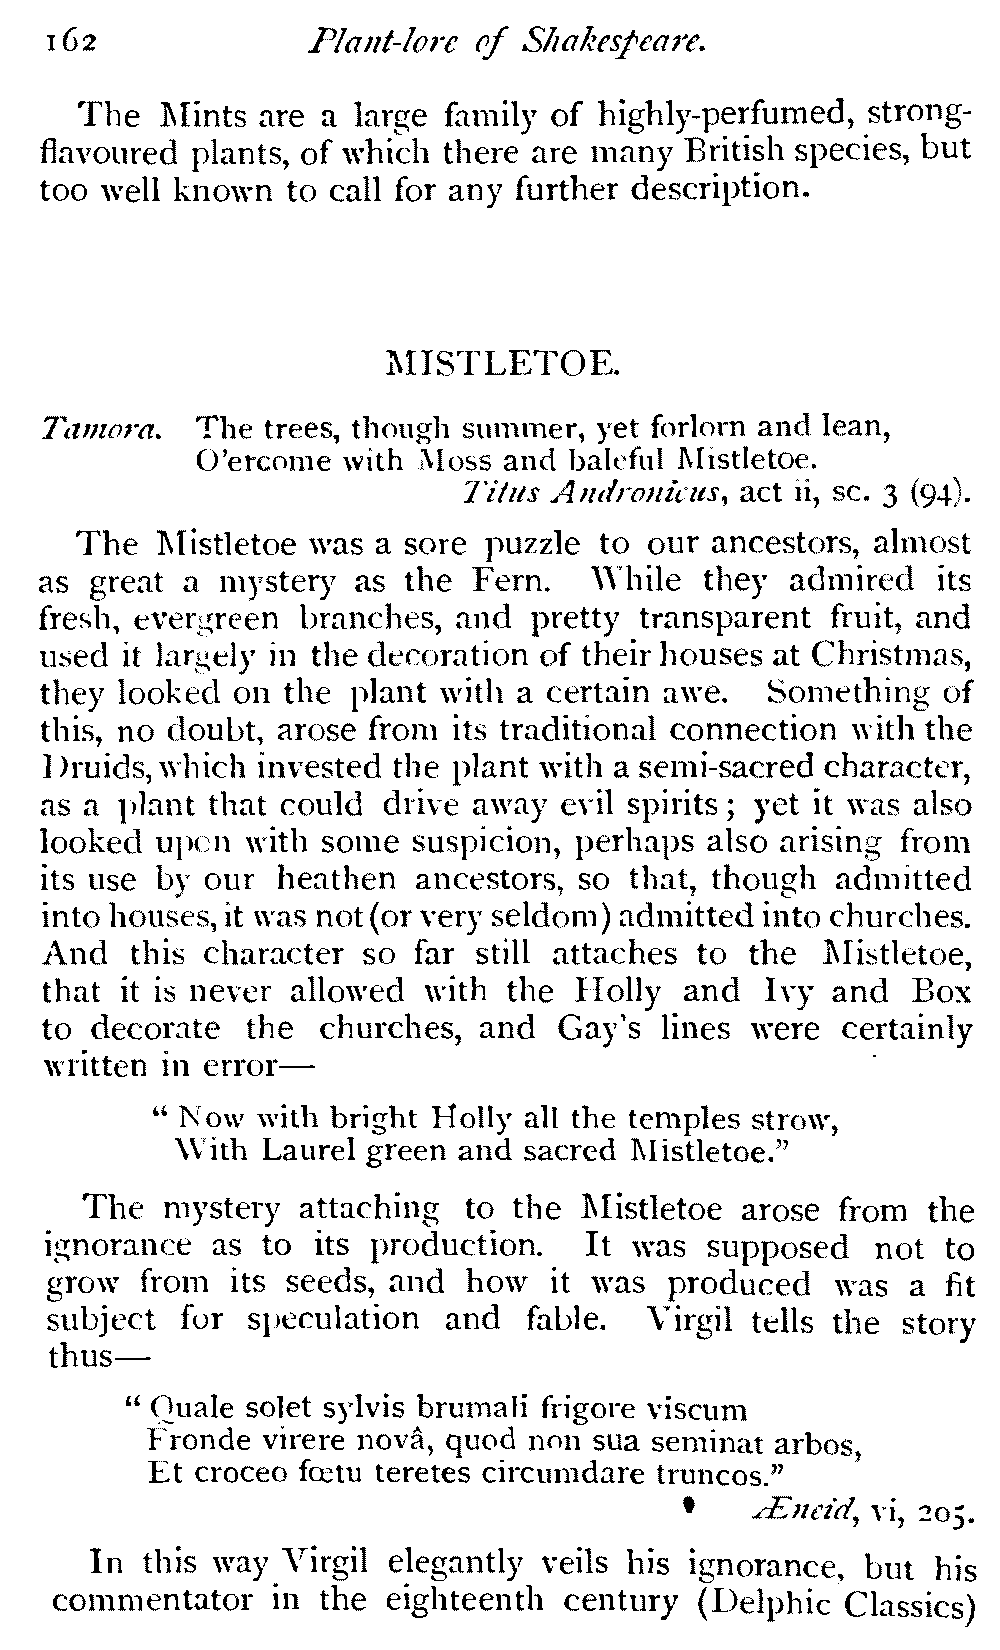 162 Plant-lore of Shakespeare.
The Mints are a large family of highly-perfumed, strong-
flavoured plants, of which there are many British species, but
too well known to call for any further description.
MISTLETOE.
Tamora. The trees, though summer, yet forlorn and lean,
O'ercome with Moss and baleful Mistletoe.
Titus Andronicus, act ii, sc. 3 (94).
The Mistletoe was a sore puzzle to our ancestors, almost
as great a mystery as the Fern. While they admired its
fresh, evergreen branches, and pretty transparent fruit, and
used it largely in the decoration of their houses at Christmas,
they looked on the plant with a certain awe. Something of
this, no doubt, arose from its traditional connection with the
Druids, which invested the plant with a semi-sacred character,
as a plant that could drive away evil spirits; yet it was also
looked upon with some suspicion, perhaps also arising from
its use by our heathen ancestors, so that, though admitted
into houses, it was not (or very seldom) admitted into churches.
And this character so far still attaches to the Mistletoe,
that it is never allowed with the Holly and Ivy and Box
to decorate the churches, and Gay's lines were certainly
written in error—
"Now with bright Holly all the temples strow,
With Laurel green and sacred Mistletoe."
The mystery attaching to the Mistletoe arose from the
ignorance as to its production. It was supposed not to
grow from its seeds, and how it was produced was a fit
subject for speculation and fable. Virgil tells the story
thus—
"Quale solet sylvis brumali frigore viscum
Fronde virere novâ, quod non sua seminat arbos,
Et croceo fœtu teretes circumdare truncos."
Æneid, vi, 205.
In this way Virgil elegantly veils his ignorance, but his
commentator in the eighteenth century (Delphic Classics)